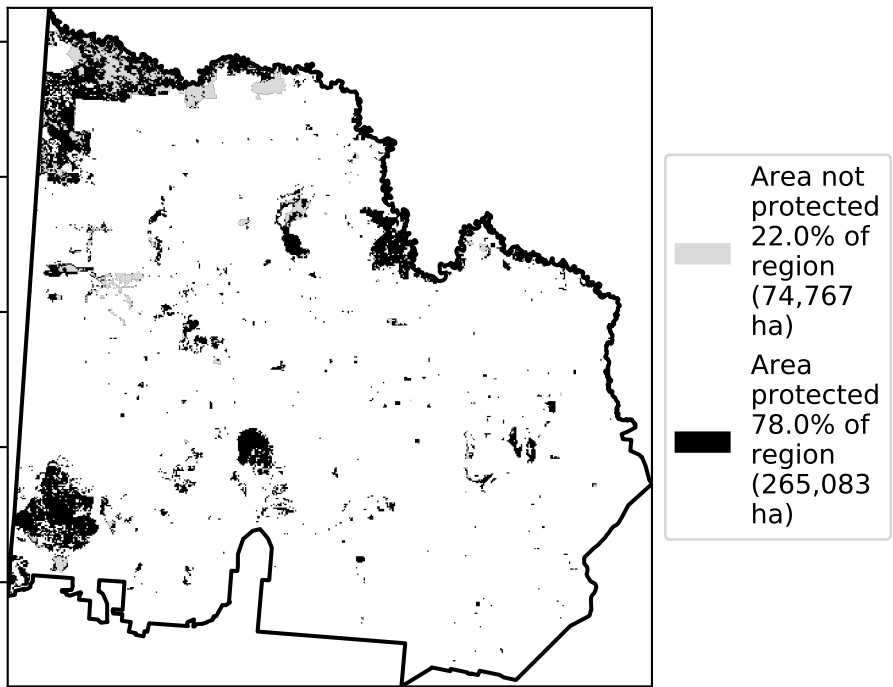 Area not
protected
22.0% of
region
(74,767
ha)
Area
protected
78.0% of
region
(265,083
ha)